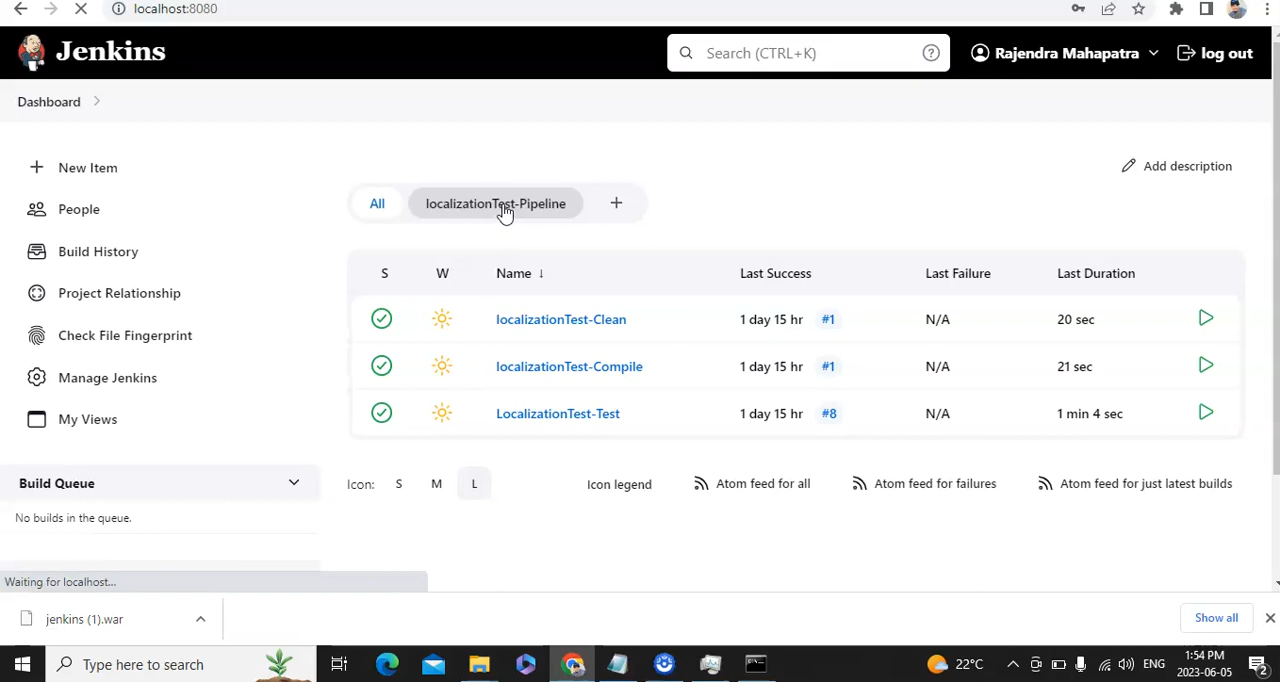 localhost:8080
Jenkins
Search (CTRL+K)
Rajendra Mahapatra
log out
Dashboard
New Item
People
Build History
Project Relationship
Check File Fingerprint
Manage Jenkins
My Views
Build Queue
No builds in the queue.
Add description
All localizationTest-Pipeline +
S W Name ↓ Last Success Last Failure Last Duration
localizationTest-Clean 1 day 15 hr #1 N/A 20 sec
localizationTest-Compile 1 day 15 hr #1 N/A 21 sec
LocalizationTest-Test 1 day 15 hr #8 N/A 1 min 4 sec
Icon: S M L Icon legend Atom feed for all Atom feed for failures Atom feed for just latest builds
Waiting for localhost...
jenkins (1).war
Show all
Type here to search
22°C
ENG
1:54 PM
2023-06-05
2